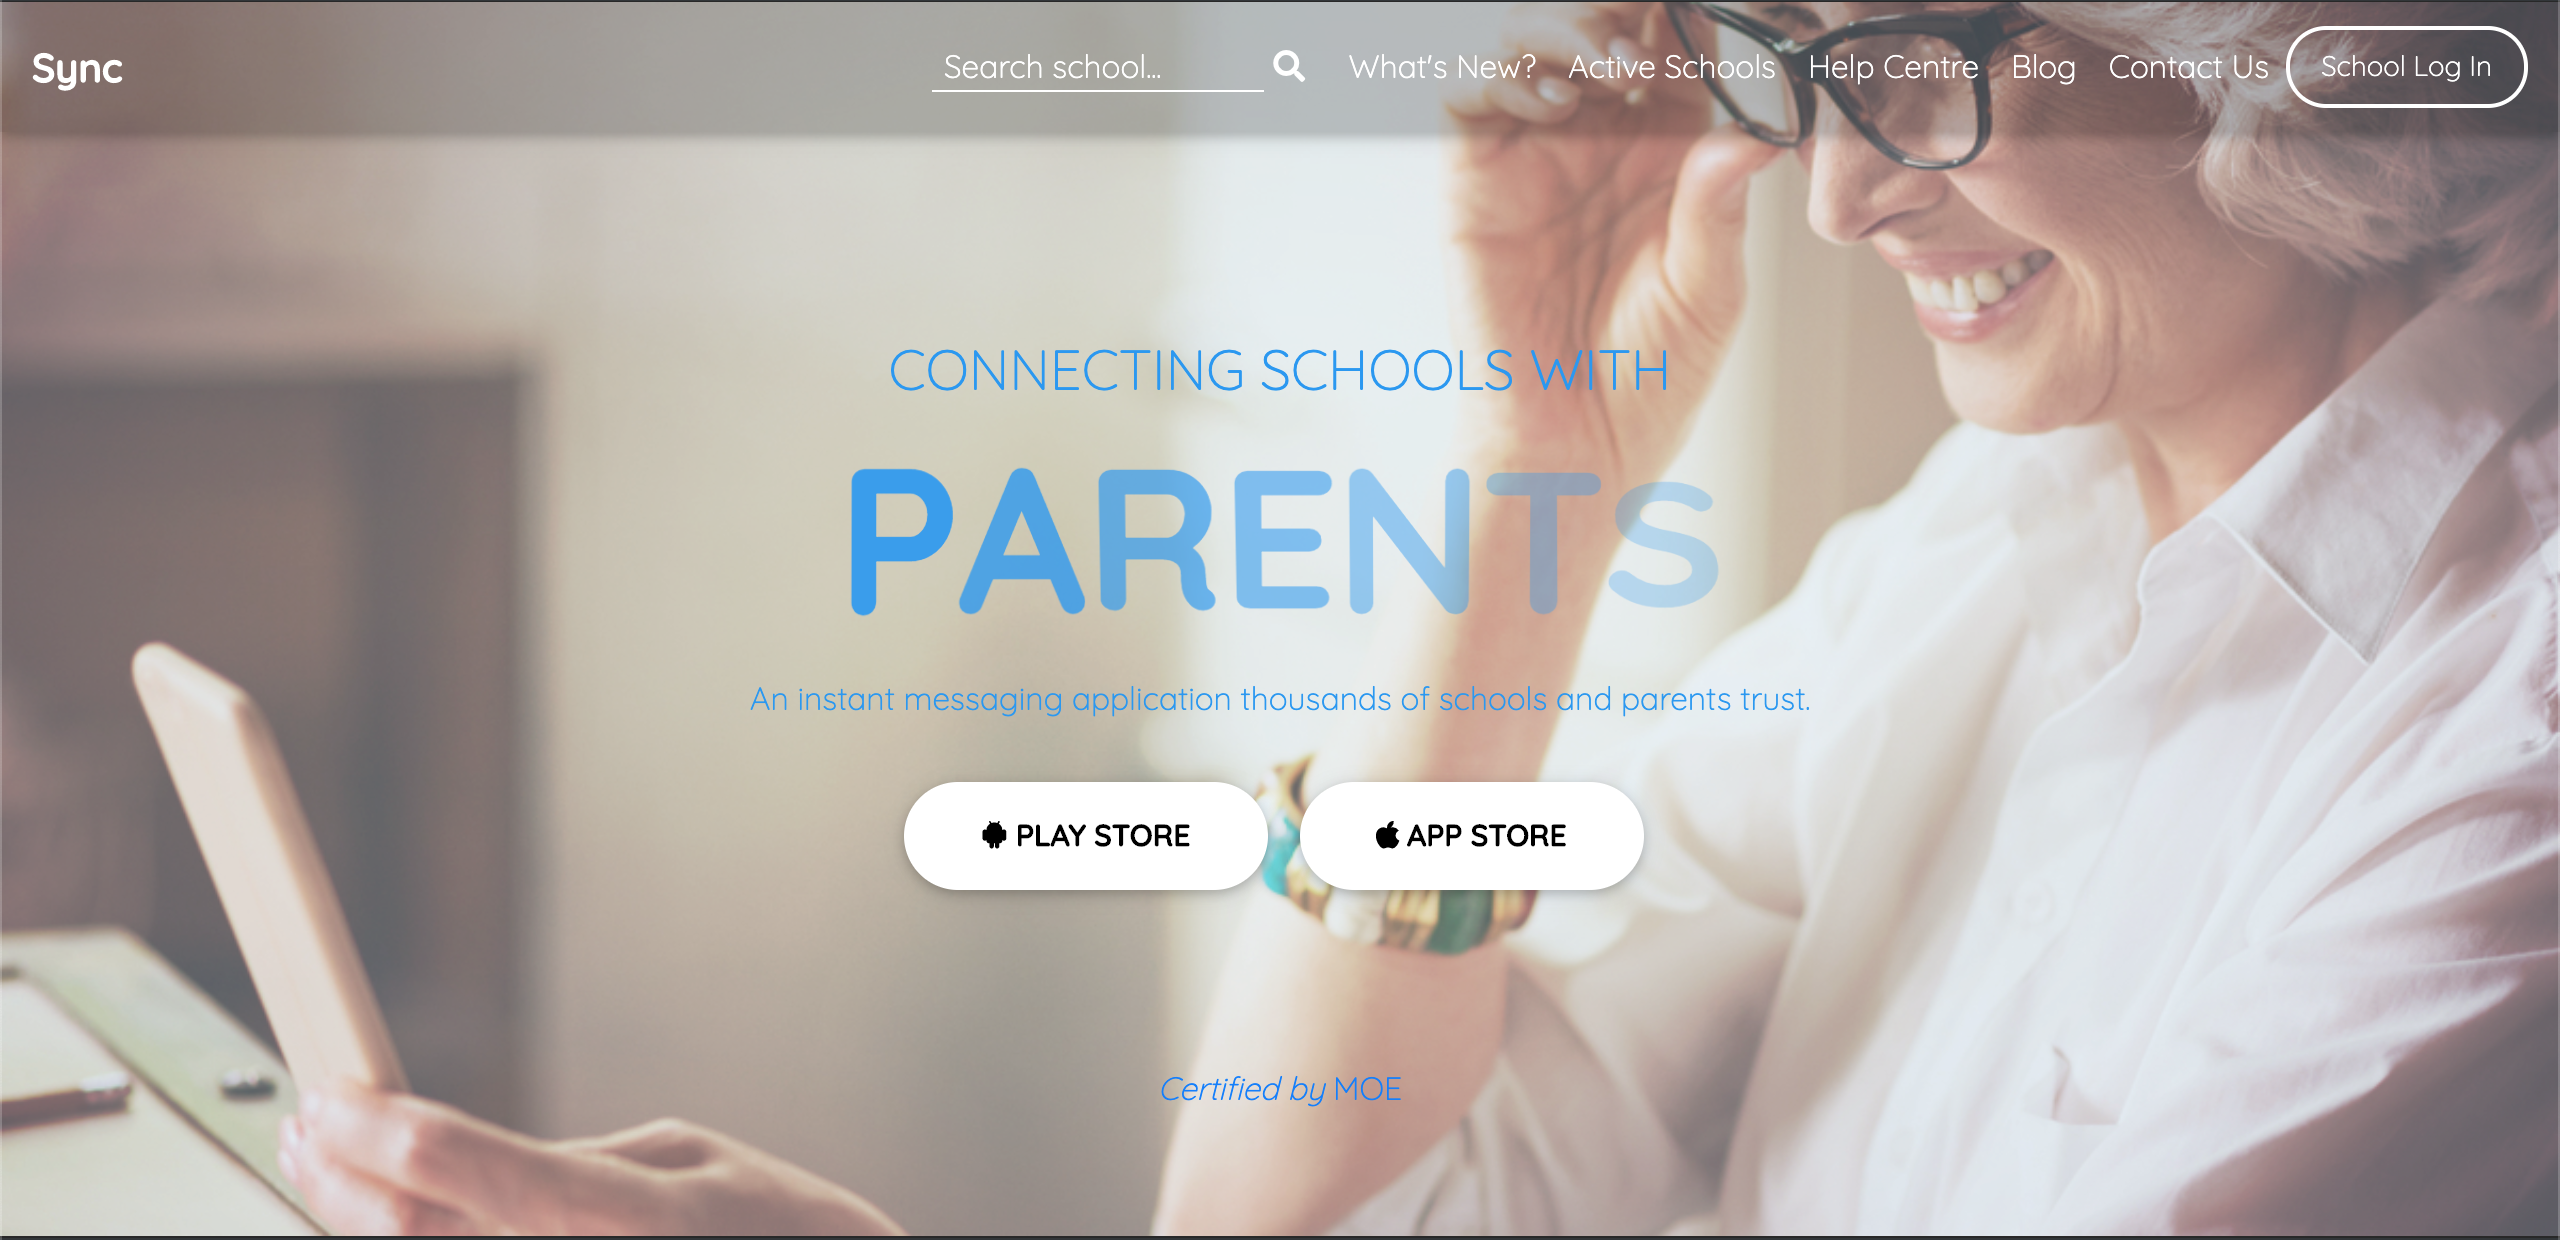 Sync
Search school...
What's New?
Active Schools
Help Centre
Blog
Contact Us
School Log In
CONNECTING SCHOOLS WITH
PARENTS
An instant messaging application thousands of schools and parents trust.
PLAY STORE
APP STORE
Certified by MOE